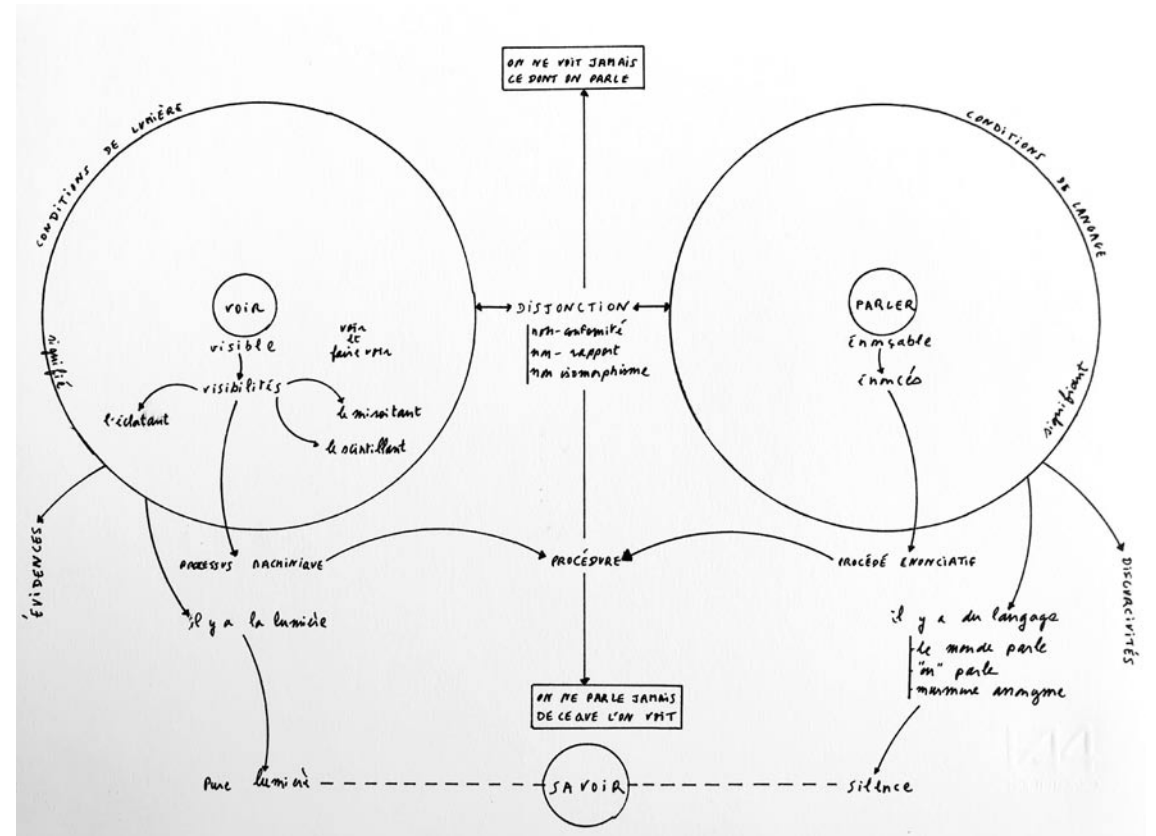 ON NE VOIT JAMAIS
CE DONT ON PARLE
CONDITIONS DE LUMIÈRE
CONDITIONS DE LANGAGE
VOIR
visible
voir
et
faire voir
visibilités
l'éclatant
le miroitant
le scintillant
signifié
DISJONCTION
non-conformité
non-rapport
non isomorphisme
PARLER
énonçable
énoncés
signifiant
ÉVIDENCES
PROCESSUS MACHINIQUE
PROCÉDURE
PROCÉDÉ ENONCIATIF
DISCURCIVITÉS
il y a la lumière
il y a du langage
- le monde parle
- "on" parle
- murmure anonyme
ON NE PARLE JAMAIS
DE CE QUE L'ON VOIT
Pure lumière
SAVOIR
silence